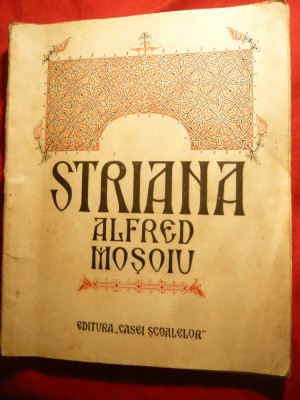 STRIANA
ALFRED
MOȘOIU
EDITURA „CASEI ȘCOALELOR"